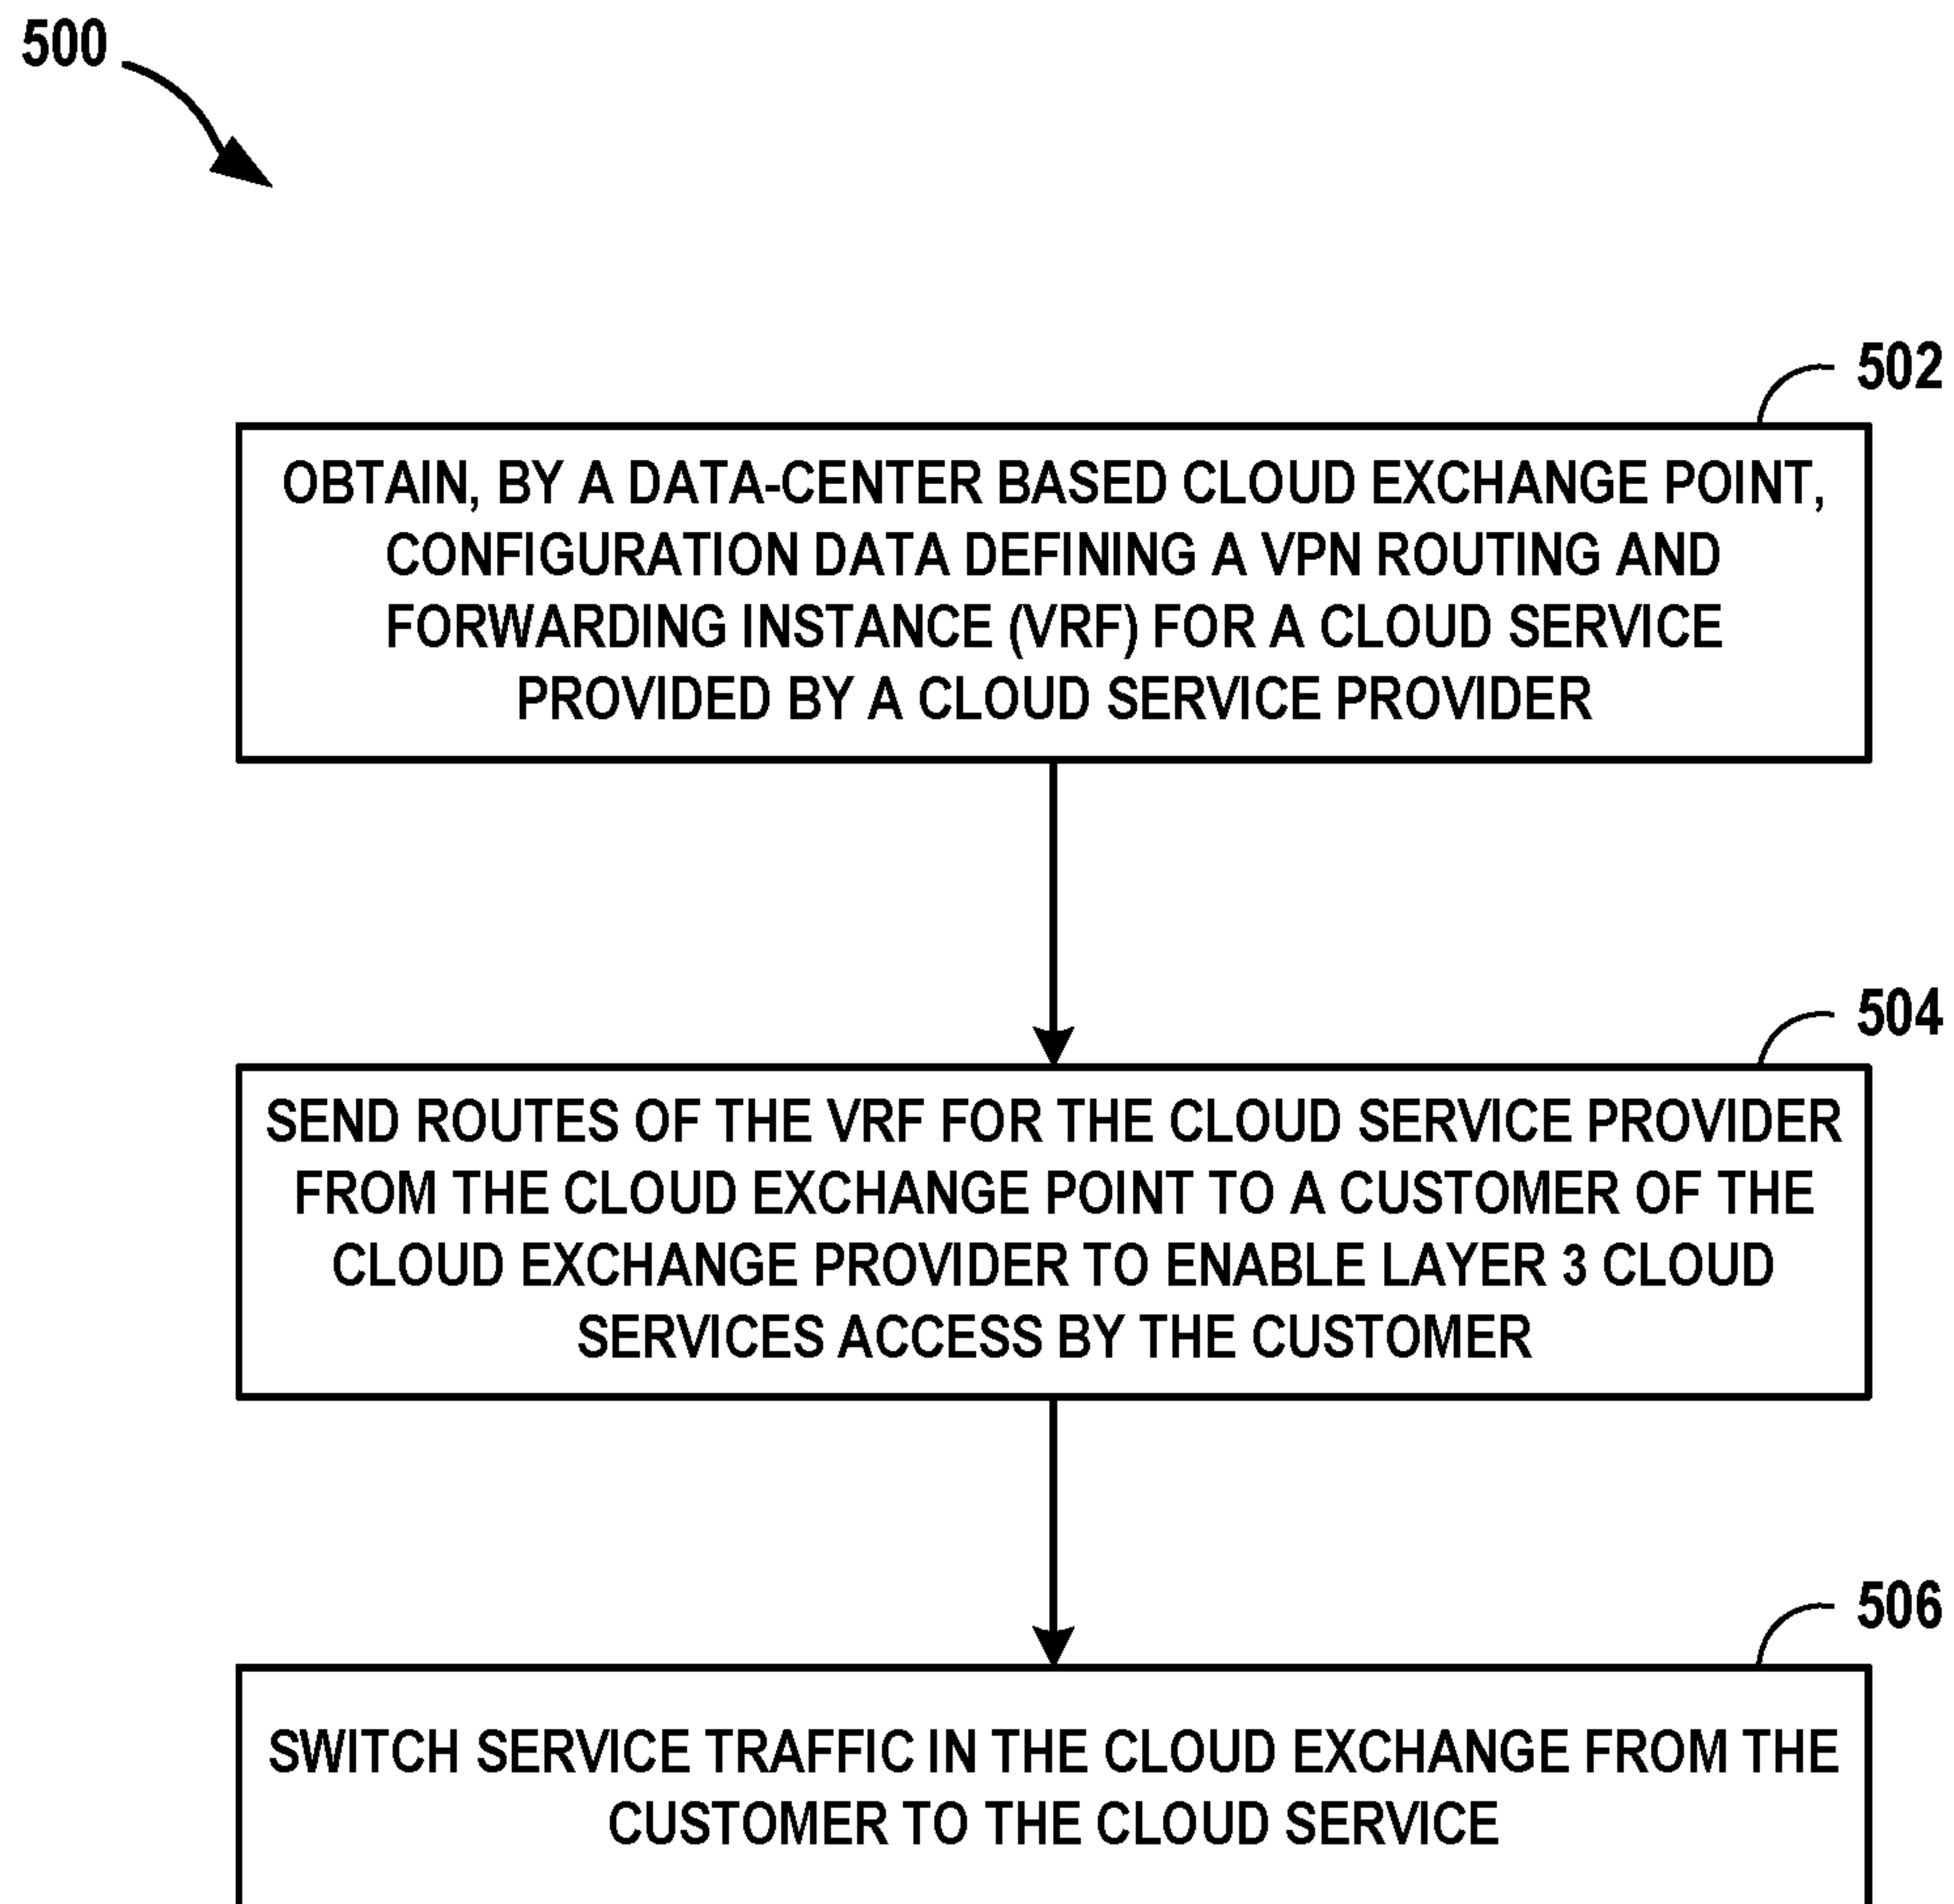 500
502
OBTAIN, BY A DATA-CENTER BASED CLOUD EXCHANGE POINT,
CONFIGURATION DATA DEFINING A VPN ROUTING AND
FORWARDING INSTANCE (VRF) FOR A CLOUD SERVICE
PROVIDED BY A CLOUD SERVICE PROVIDER
504
SEND ROUTES OF THE VRF FOR THE CLOUD SERVICE PROVIDER
FROM THE CLOUD EXCHANGE POINT TO A CUSTOMER OF THE
CLOUD EXCHANGE PROVIDER TO ENABLE LAYER 3 CLOUD
SERVICES ACCESS BY THE CUSTOMER
506
SWITCH SERVICE TRAFFIC IN THE CLOUD EXCHANGE FROM THE
CUSTOMER TO THE CLOUD SERVICE